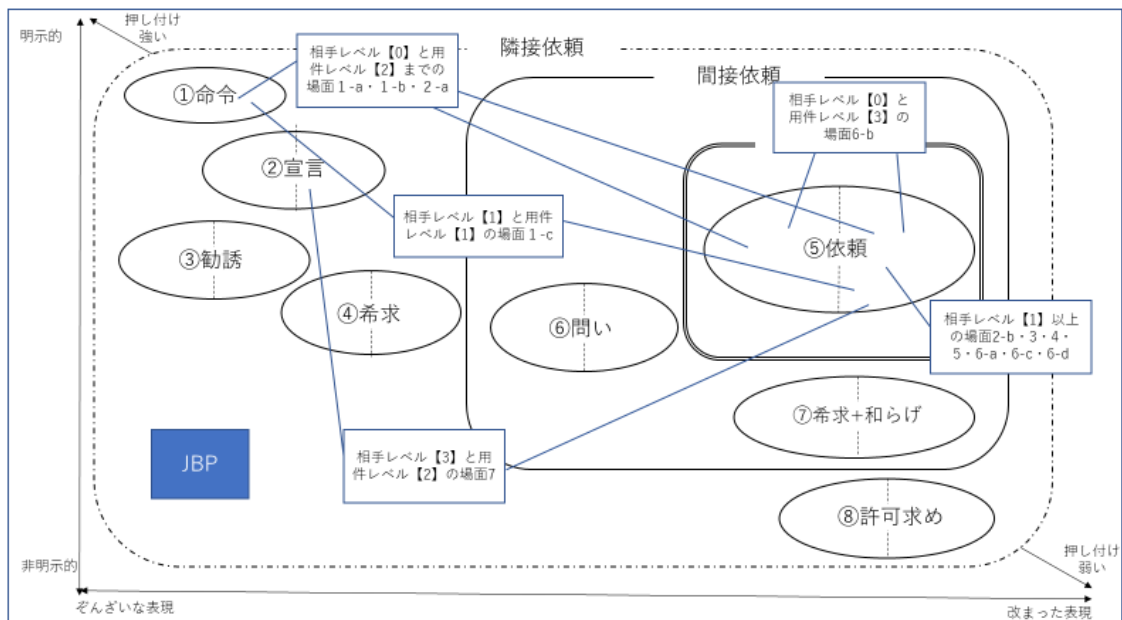 押し付け
強い
明示的
隣接依頼
間接依頼
相手レベル【0】と用
件レベル【2】までの
場面1-a・1-b・2-a
①命令
相手レベル【0】と
用件レベル【3】の
場面6-b
②宣言
相手レベル【1】と用件
レベル【1】の場面1-c
③勧誘
⑤依頼
④希求
⑥問い
相手レベル【1】以上
の場面2-b・3・4・
5・6-a・6-c・6-d
⑦希求+和らげ
JBP
相手レベル【3】と用
件レベル【2】の場面7
⑧許可求め
押し付け
弱い
非明示的
ぞんざいな表現
改まった表現